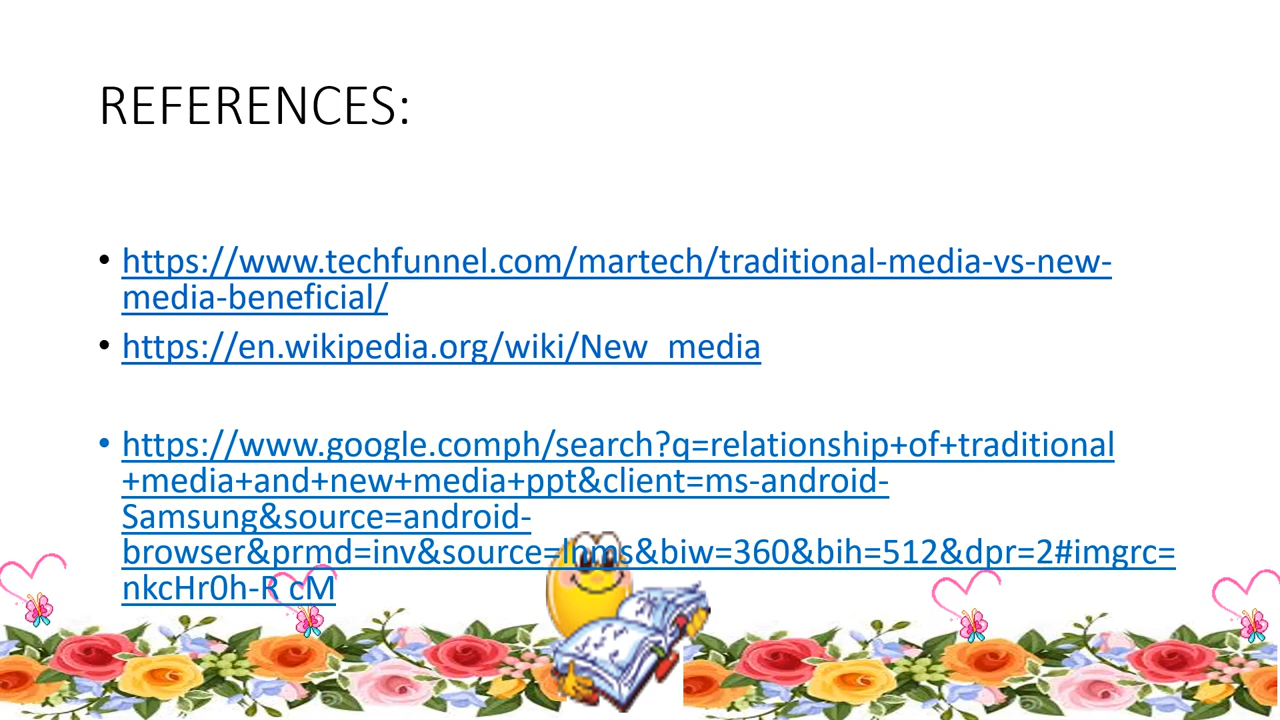 REFERENCES:
• https://www.techfunnel.com/martech/traditional-media-vs-new-
media-beneficial/
• https://en.wikipedia.org/wiki/New_media
• https://www.google.comph/search?q=relationship+of+traditional
+media+and+new+media+ppt&client=ms-android-
Samsung&source=android-
browser&prmd=inv&source=lnms&biw=360&bih=512&dpr=2#imgrc=
nkcHr0h-R cM